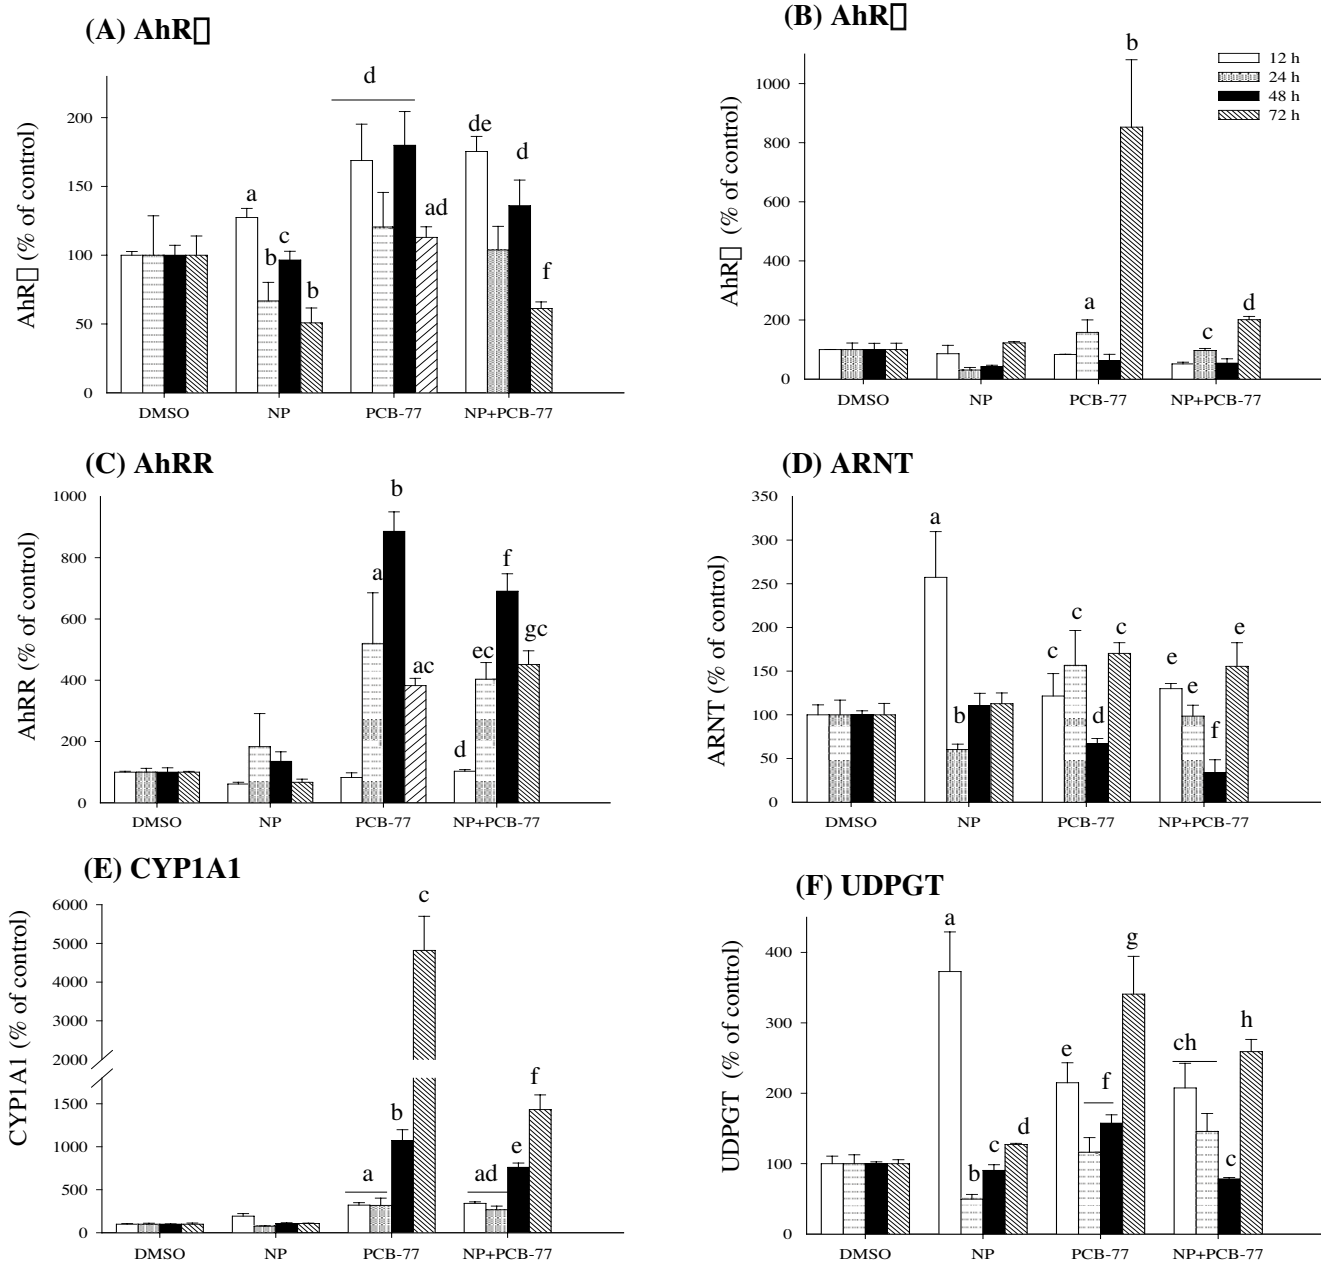 (A) AhR▯
AhR▯ (% of control)
200
150
100
50
0
d
de
d
a
ad
c
b
b
f
DMSO NP PCB-77 NP+PCB-77
(B) AhR▯
AhR▯ (% of control)
1000
800
600
400
200
0
b
12 h
24 h
48 h
72 h
a
c
d
DMSO NP PCB-77 NP+PCB-77
(C) AhRR
AhRR (% of control)
1000
800
600
400
200
0
b
a
f
ec
gc
ac
d
DMSO NP PCB-77 NP+PCB-77
(D) ARNT
ARNT (% of control)
350
300
250
200
150
100
50
0
a
b
c
c
d
c
e
e
f
e
DMSO NP PCB-77 NP+PCB-77
(E) CYP1A1
CYP1A1 (% of control)
6000
5000
4000
3000
2000
1500
1000
500
0
c
a
b
ad
e
f
DMSO NP PCB-77 NP+PCB-77
(F) UDPGT
UDPGT (% of control)
400
300
200
100
0
a
b
c
d
e
f
g
ch
c
h
DMSO NP PCB-77 NP+PCB-77